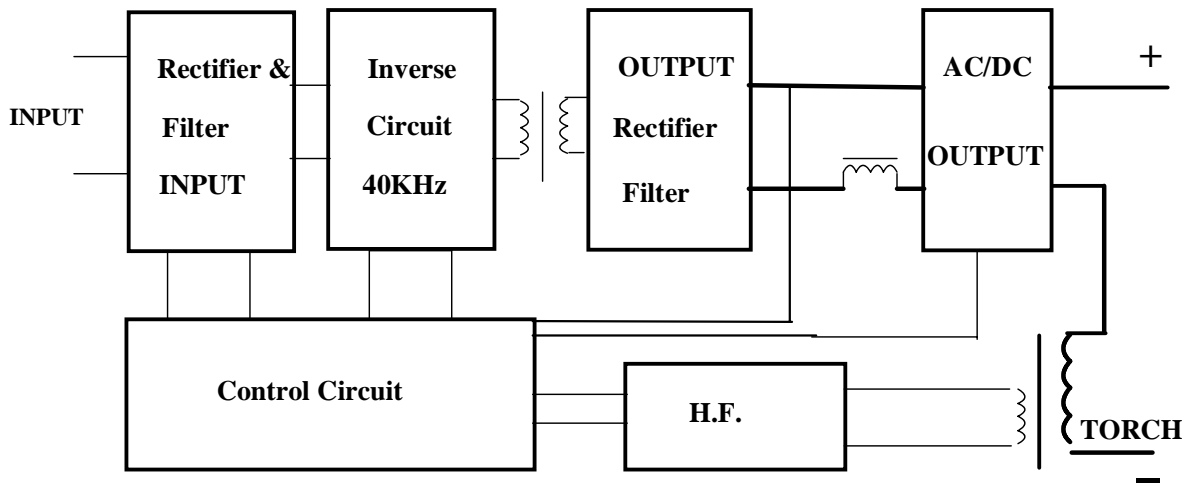 INPUT
Rectifier &
Filter
INPUT
Inverse
Circuit
40KHz
OUTPUT
Rectifier
Filter
AC/DC
OUTPUT
+
Control Circuit
H.F.
TORCH